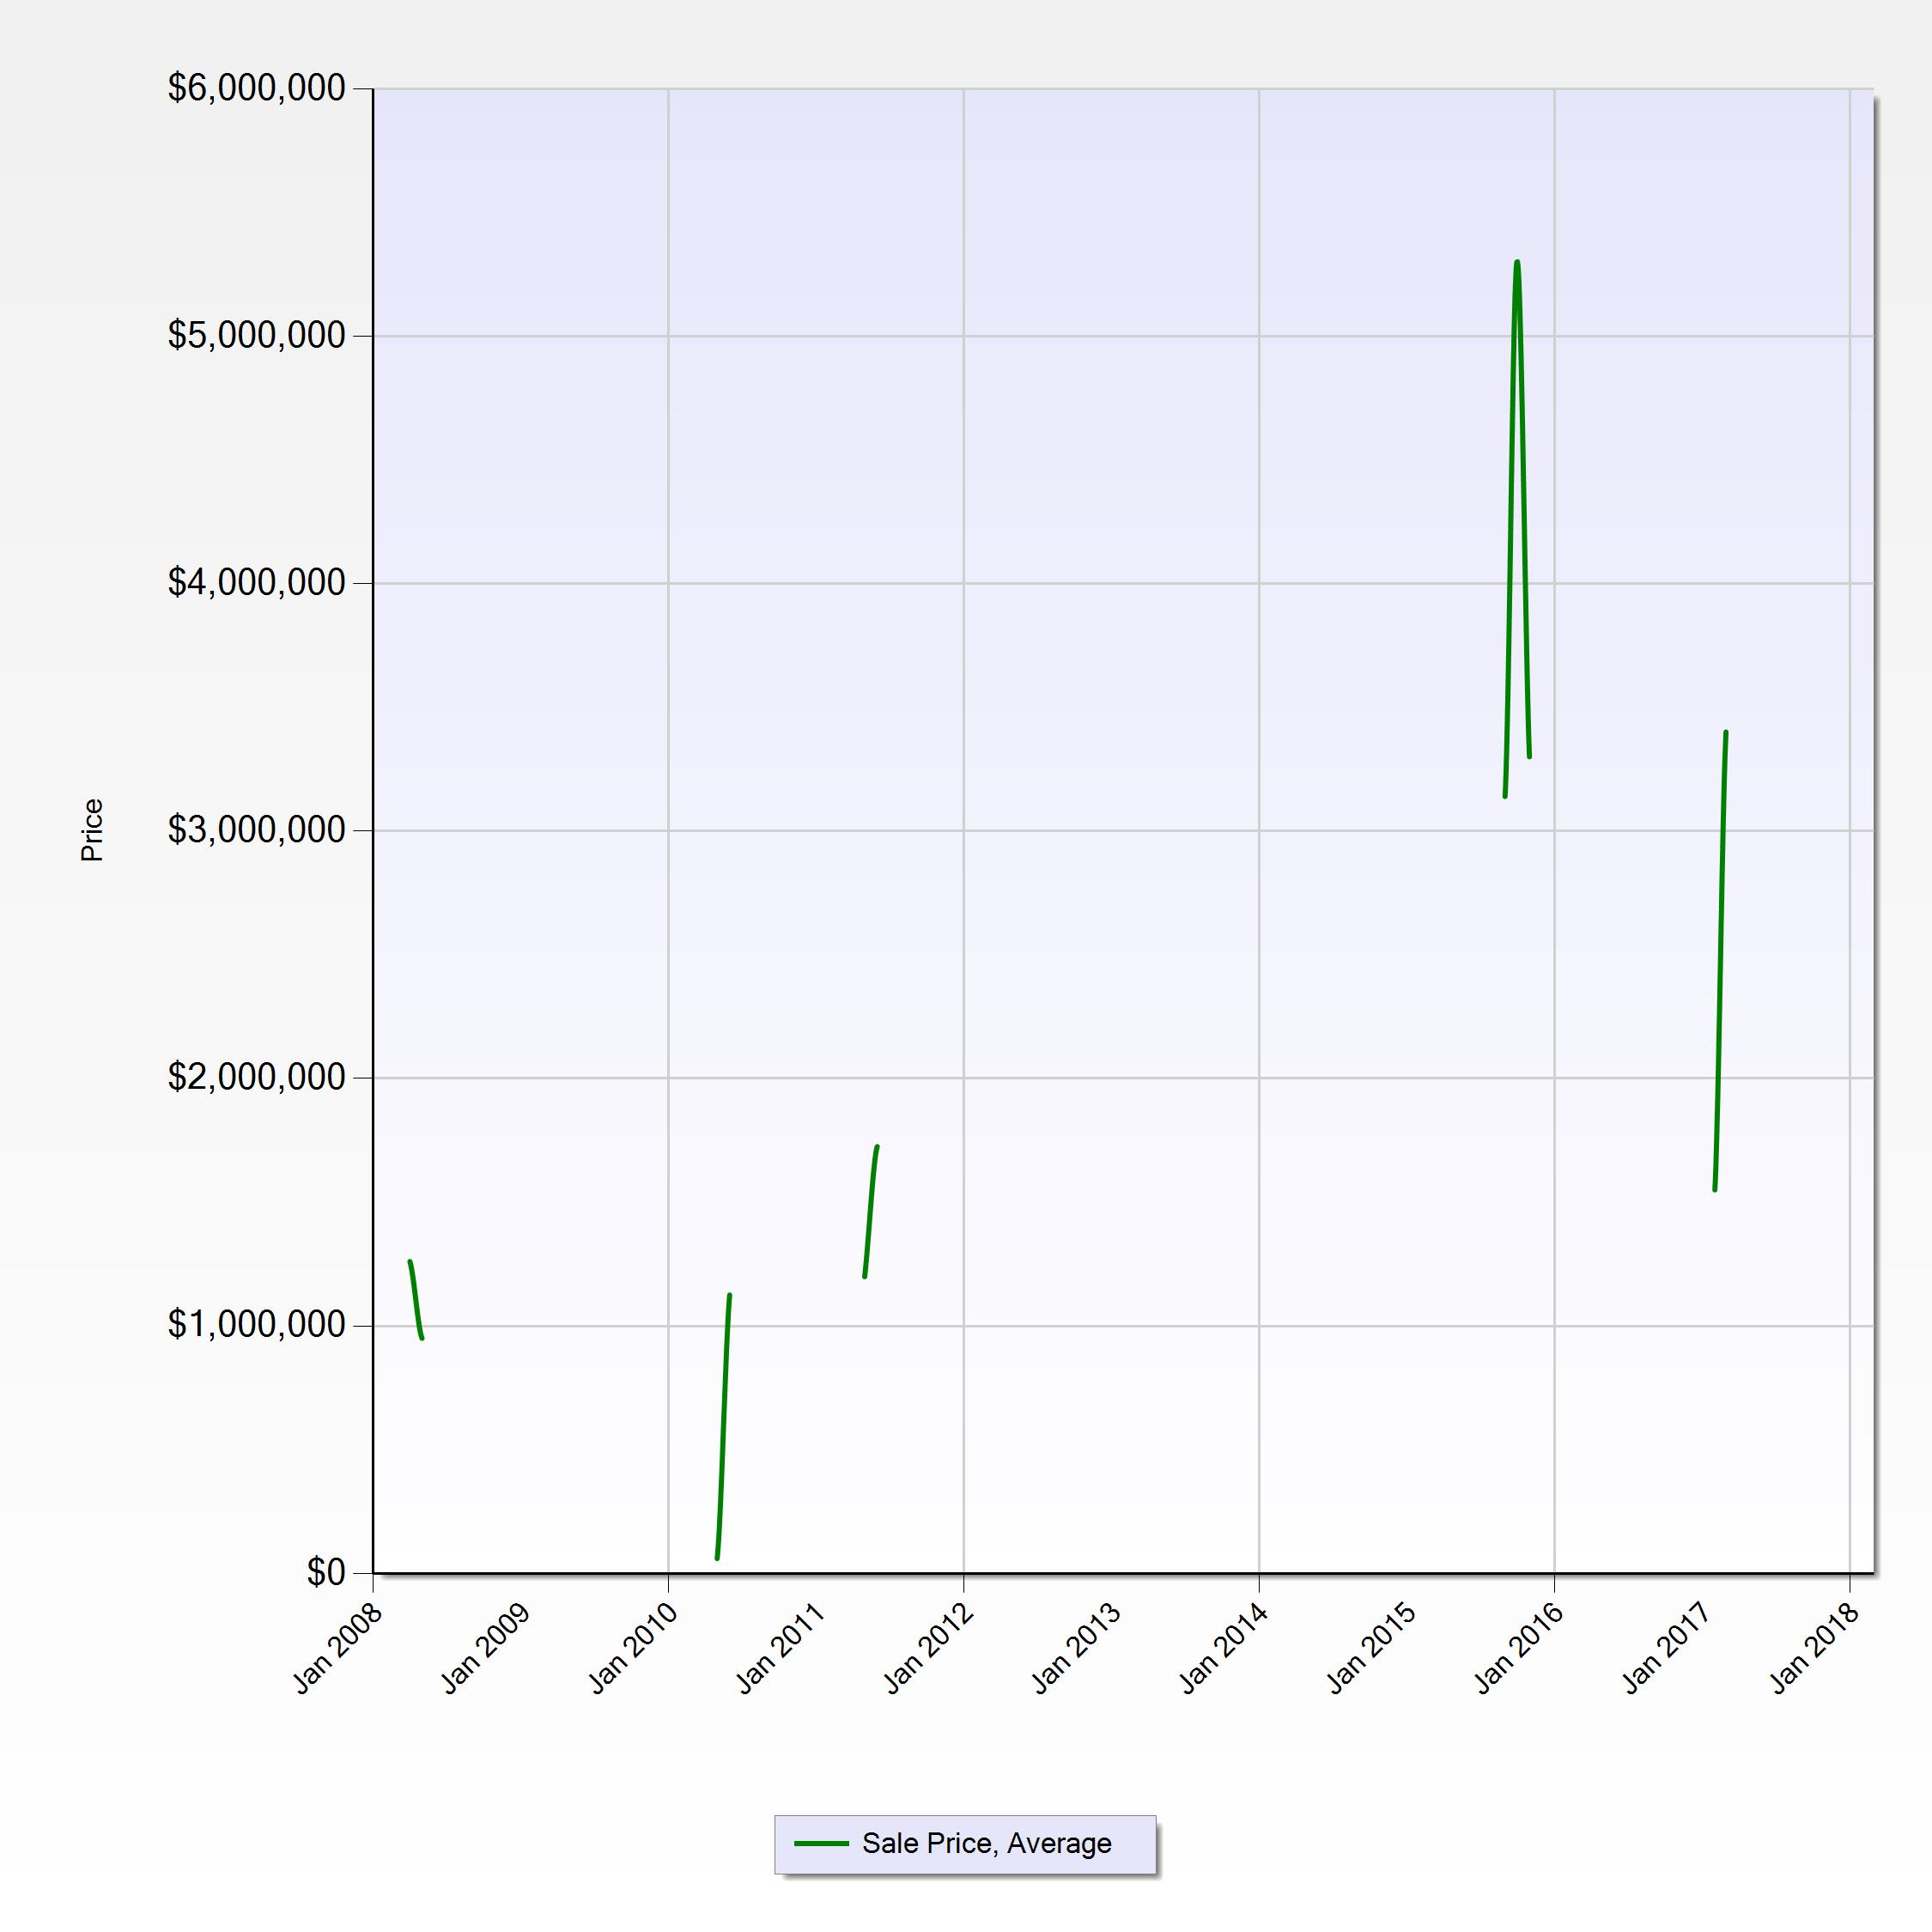 $6,000,000
$5,000,000
$4,000,000
$3,000,000
$2,000,000
$1,000,000
$0
Price
Jan 2008
Jan 2009
Jan 2010
Jan 2011
Jan 2012
Jan 2013
Jan 2014
Jan 2015
Jan 2016
Jan 2017
Jan 2018
Sale Price, Average